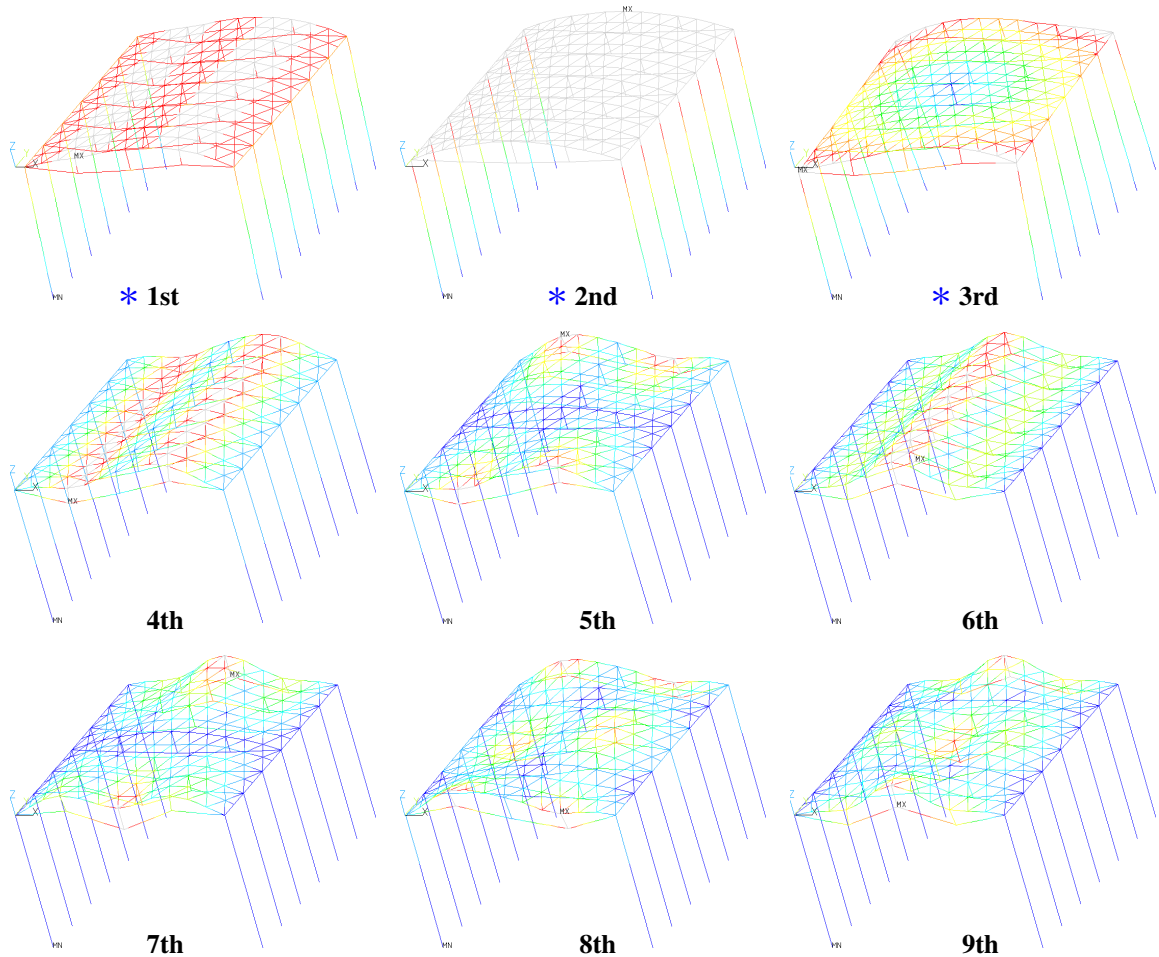 MX
Z Y X MX
Z X
Z X
MX
MN
MN
MN
* 1st
* 2nd
* 3rd
MX
Z X
Z X
Z X
MX
MX
MN
MN
MN
4th
5th
6th
MX
Z X
Z X
Z X
MX
MX
MN
MN
MN
7th
8th
9th